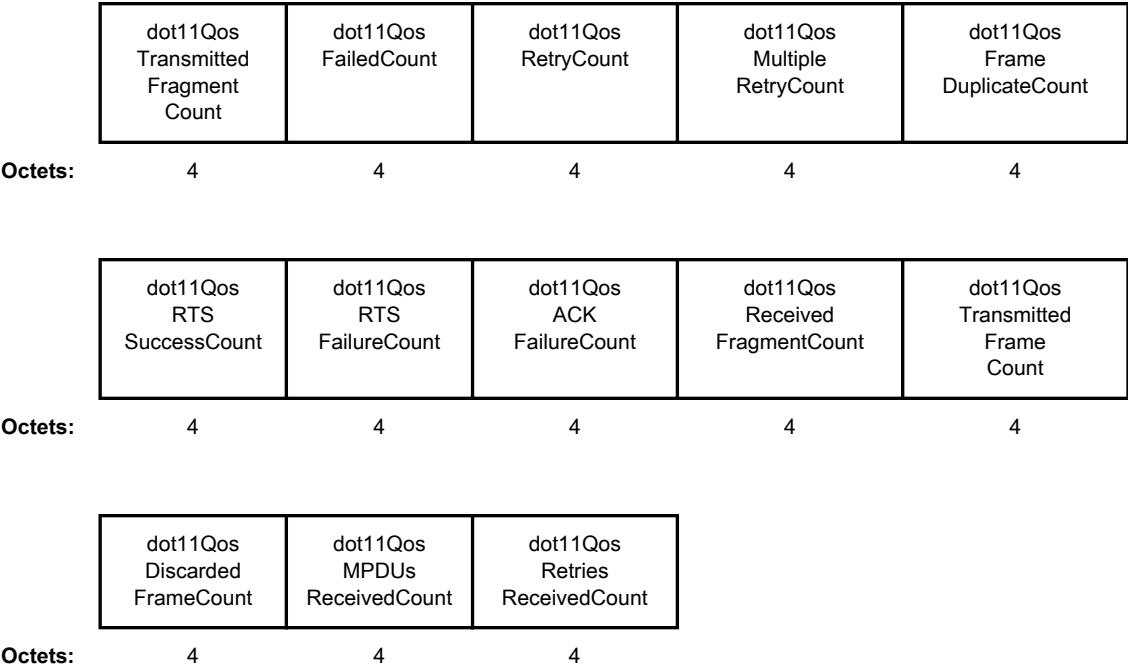 dot11Qos
Transmitted
Fragment
Count
dot11Qos
FailedCount
dot11Qos
RetryCount
dot11Qos
Multiple
RetryCount
dot11Qos
Frame
DuplicateCount
Octets: 4 4 4 4 4
dot11Qos
RTS
SuccessCount
dot11Qos
RTS
FailureCount
dot11Qos
ACK
FailureCount
dot11Qos
Received
FragmentCount
dot11Qos
Transmitted
Frame
Count
Octets: 4 4 4 4 4
dot11Qos
Discarded
FrameCount
dot11Qos
MPDUs
ReceivedCount
dot11Qos
Retries
ReceivedCount
Octets: 4 4 4